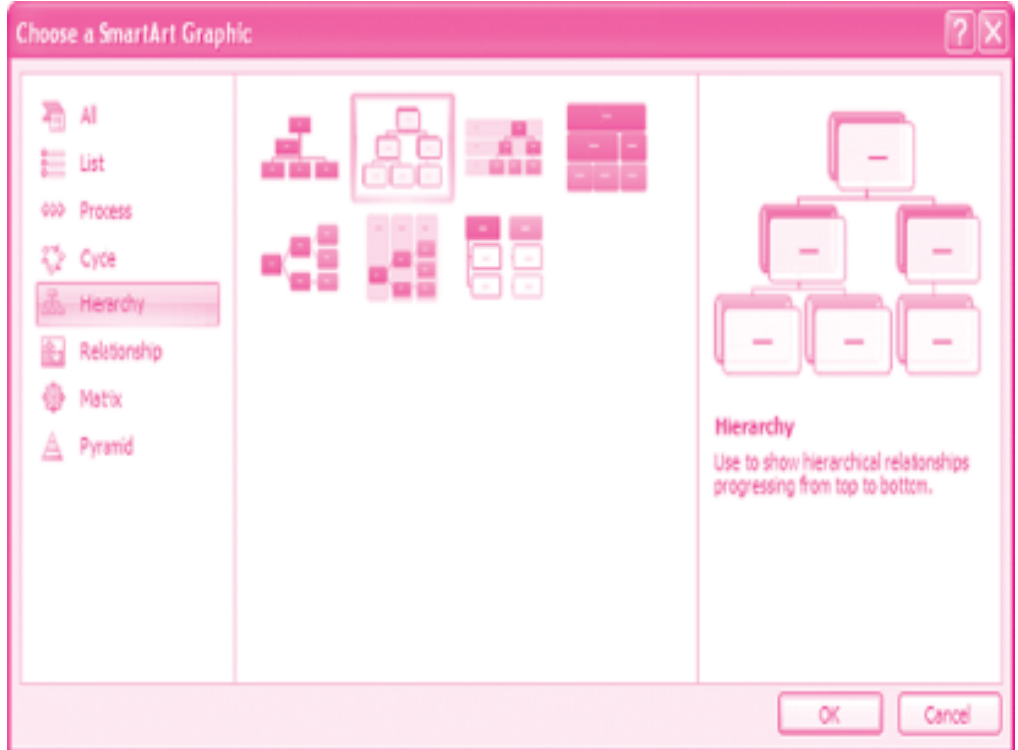 Choose a SmartArt Graphic
All
List
Process
Cycle
Hierarchy
Relationship
Matrix
Pyramid
Hierarchy
Use to show hierarchical relationships
progressing from top to bottom.
OK
Cancel